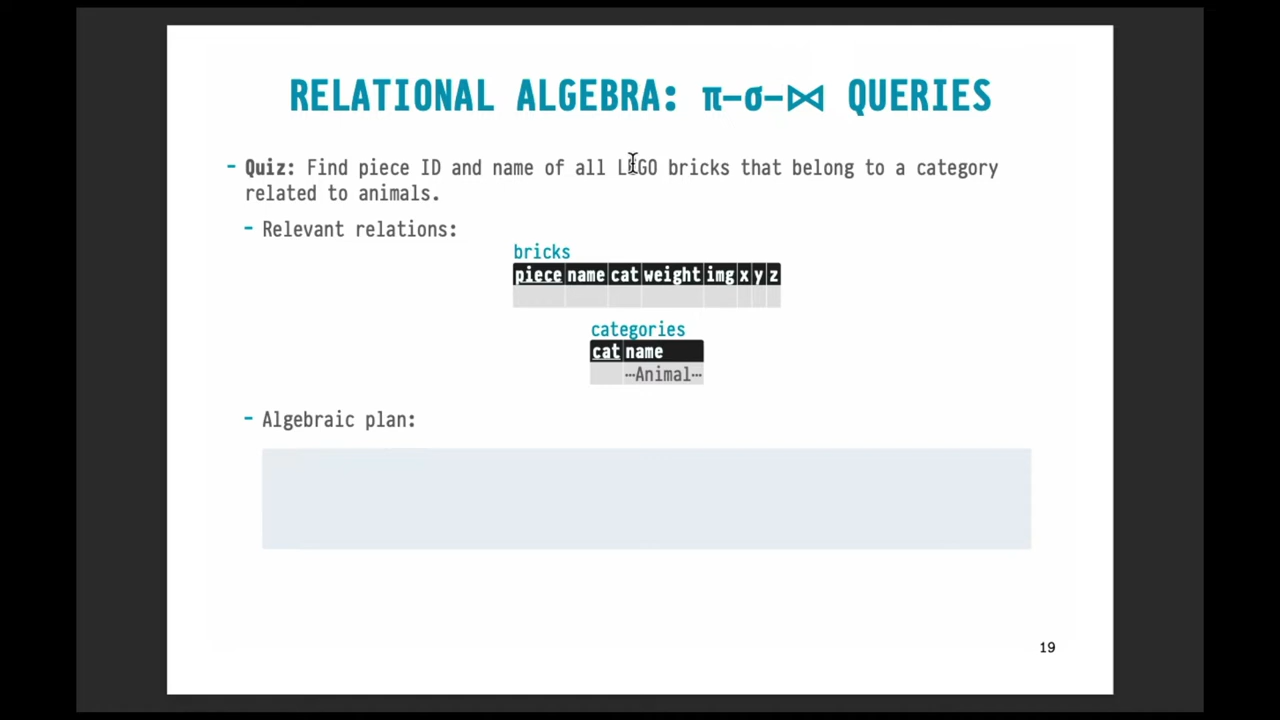 RELATIONAL ALGEBRA: π–σ–⋈ QUERIES
– Quiz: Find piece ID and name of all LEGO bricks that belong to a category
related to animals.
– Relevant relations:
bricks
piece name cat weight img x y z
categories
cat name
⋯Animal⋯
– Algebraic plan:
19